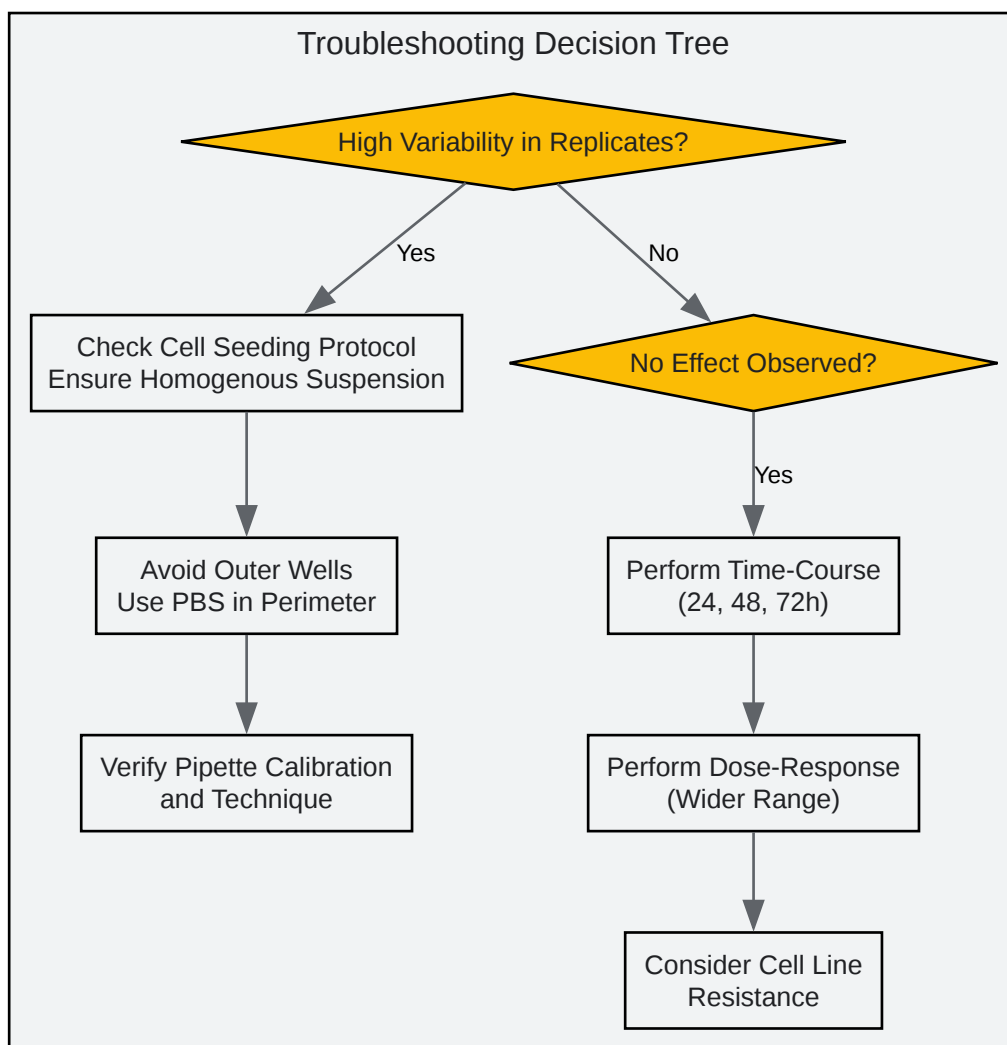 Troubleshooting Decision Tree
High Variability in Replicates?
Yes
No
Check Cell Seeding Protocol
Ensure Homogenous Suspension
No Effect Observed?
Yes
Avoid Outer Wells
Use PBS in Perimeter
Perform Time-Course
(24, 48, 72h)
Verify Pipette Calibration
and Technique
Perform Dose-Response
(Wider Range)
Consider Cell Line
Resistance